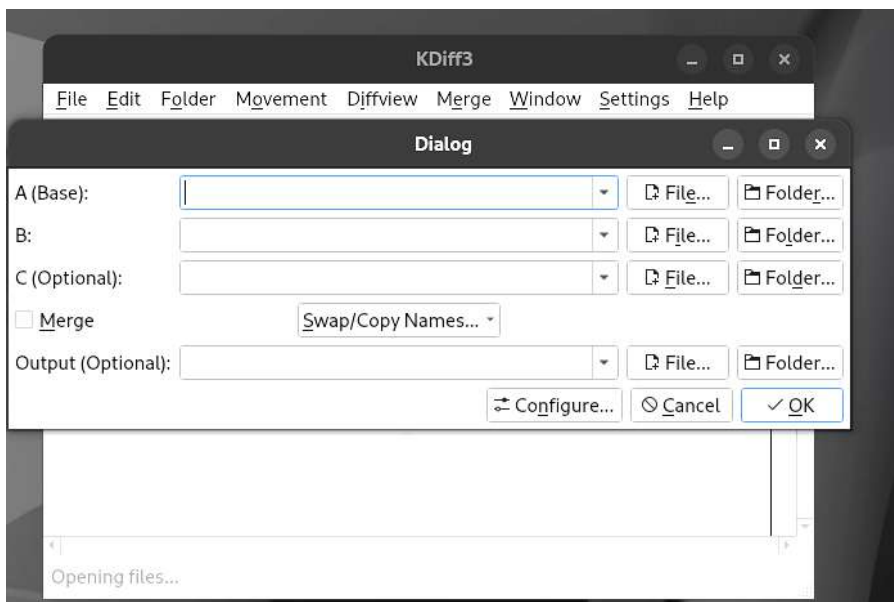 KDiff3
File Edit Folder Movement Diffview Merge Window Settings Help
Dialog
A (Base): File... Folder...
B: File... Folder...
C (Optional): File... Folder...
Merge Swap/Copy Names...
Output (Optional): File... Folder...
Configure... Cancel OK
Opening files...